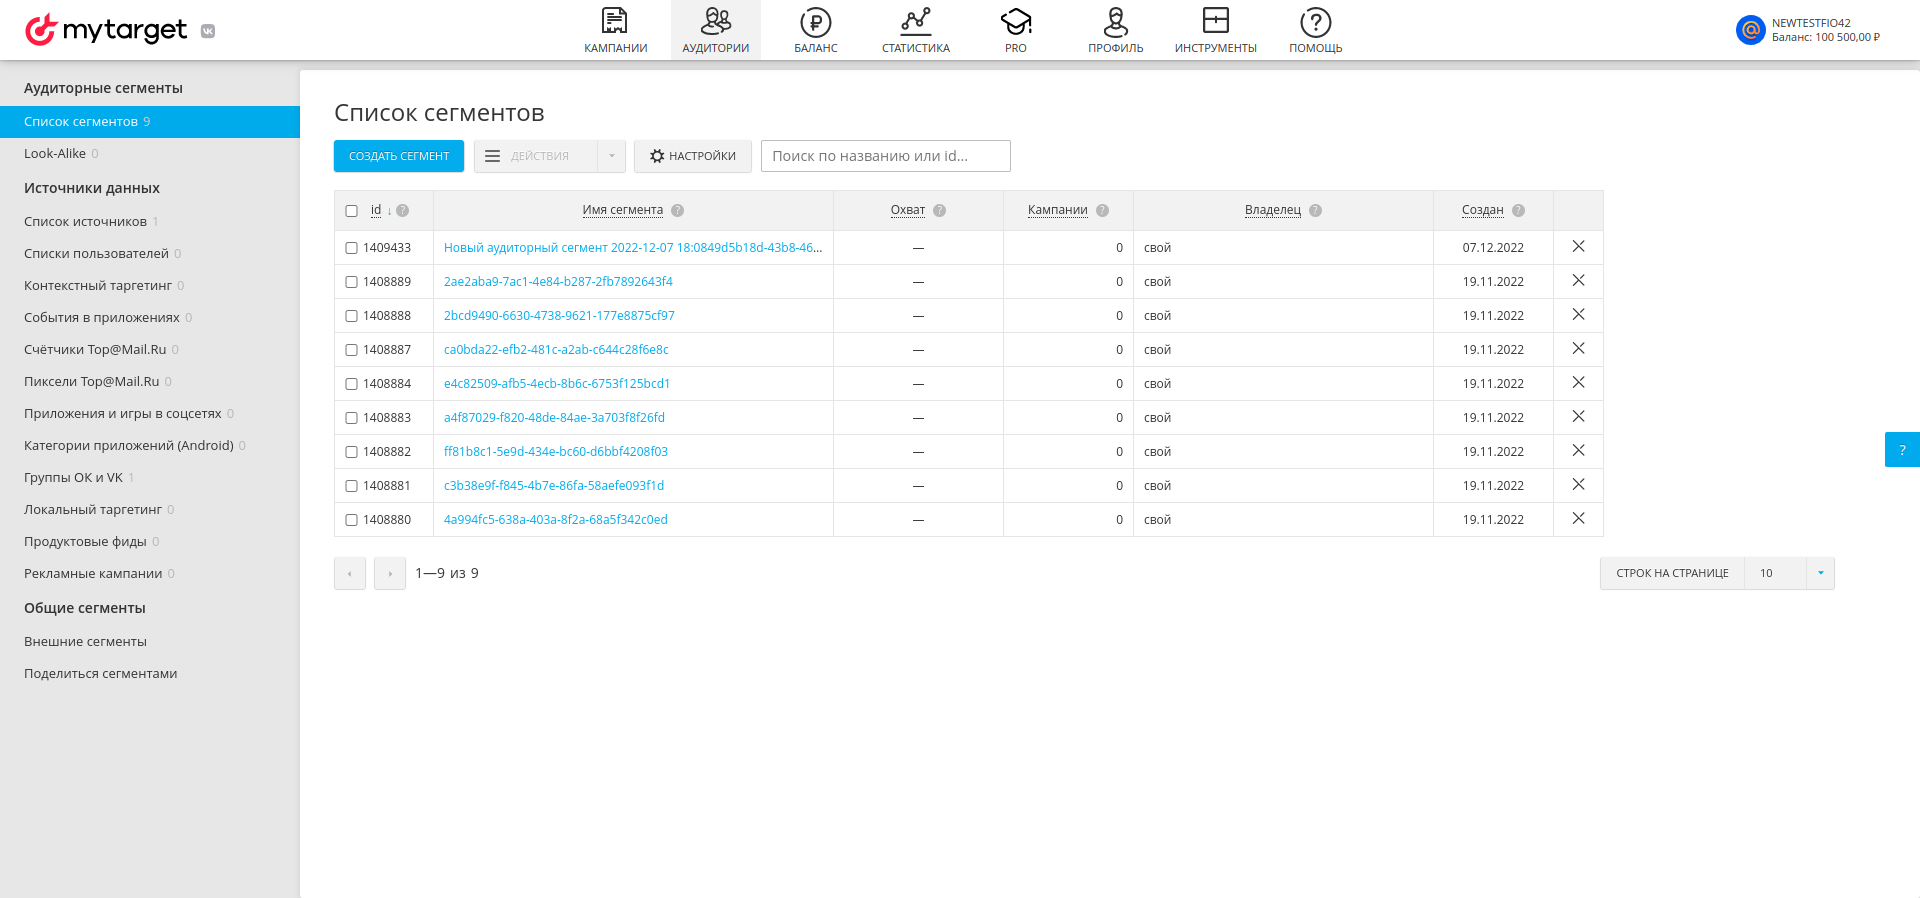 mytarget
КАМПАНИИ АУДИТОРИИ БАЛАНС СТАТИСТИКА PRO ПРОФИЛЬ ИНСТРУМЕНТЫ ПОМОЩЬ
NEWTESTFIO42
Баланс: 100 500,00 ₽
Аудиторные сегменты
Список сегментов 9
Look-Alike 0
Источники данных
Список источников 1
Списки пользователей 0
Контекстный таргетинг 0
События в приложениях 0
Счётчики Top@Mail.Ru 0
Пиксели Top@Mail.Ru 0
Приложения и игры в соцсетях 0
Категории приложений (Android) 0
Группы ОК и VK 1
Локальный таргетинг 0
Продуктовые фиды 0
Рекламные кампании 0
Общие сегменты
Внешние сегменты
Поделиться сегментами
Список сегментов
СОЗДАТЬ СЕГМЕНТ ДЕЙСТВИЯ НАСТРОЙКИ Поиск по названию или id...
id ↓ ? Имя сегмента ? Охват ? Кампании ? Владелец ? Создан ?
1409433 Новый аудиторный сегмент 2022-12-07 18:0849d5b18d-43b8-46... — 0 свой 07.12.2022
1408889 2ae2aba9-7ac1-4e84-b287-2fb7892643f4 — 0 свой 19.11.2022
1408888 2bcd9490-6630-4738-9621-177e8875cf97 — 0 свой 19.11.2022
1408887 ca0bda22-efb2-481c-a2ab-c644c28f6e8c — 0 свой 19.11.2022
1408884 e4c82509-afb5-4ecb-8b6c-6753f125bcd1 — 0 свой 19.11.2022
1408883 a4f87029-f820-48de-84ae-3a703f8f26fd — 0 свой 19.11.2022
1408882 ff81b8c1-5e9d-434e-bc60-d6bbf4208f03 — 0 свой 19.11.2022
1408881 c3b38e9f-f845-4b7e-86fa-58aefe093f1d — 0 свой 19.11.2022
1408880 4a994fc5-638a-403a-8f2a-68a5f342c0ed — 0 свой 19.11.2022
1—9 из 9
СТРОК НА СТРАНИЦЕ 10
?